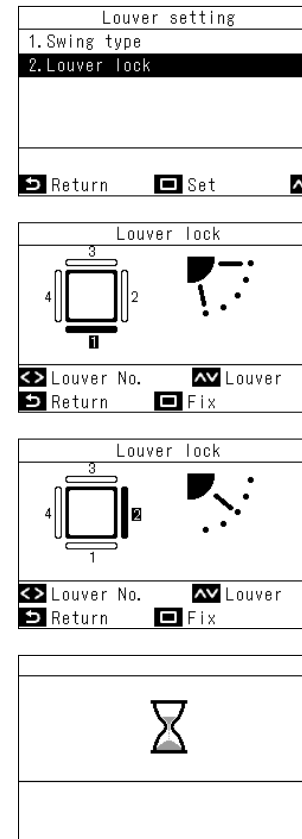 Louver setting
1.Swing type
2.Louver lock
Return Set
Louver lock
3
4 2
1
Louver No. Louver
Return Fix
Louver lock
3
4 2
1
Louver No. Louver
Return Fix